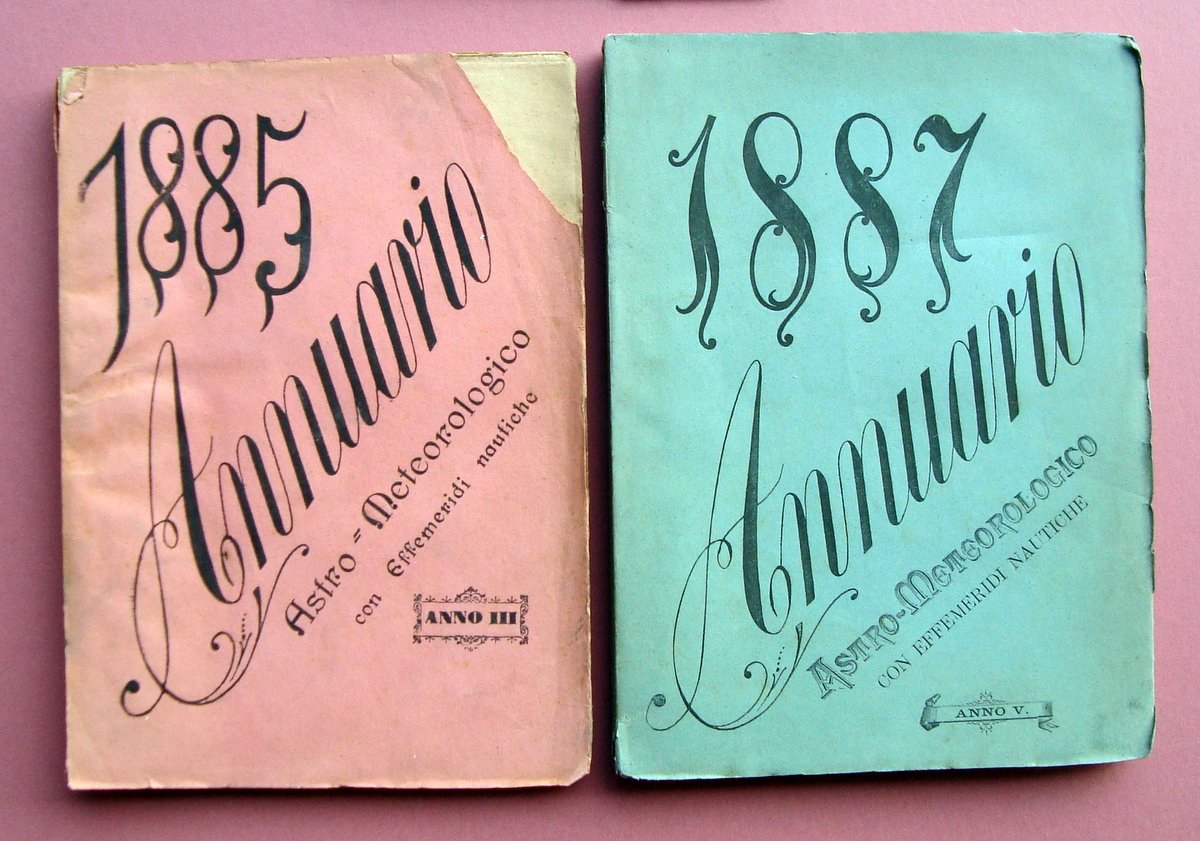 1885
Annuario
Astro=Meteorologico
con Effemeridi nautiche
ANNO III
1887
Annuario
ASTRO-METEOROLOGICO
CON EFFEMERIDI NAUTICHE
ANNO V.